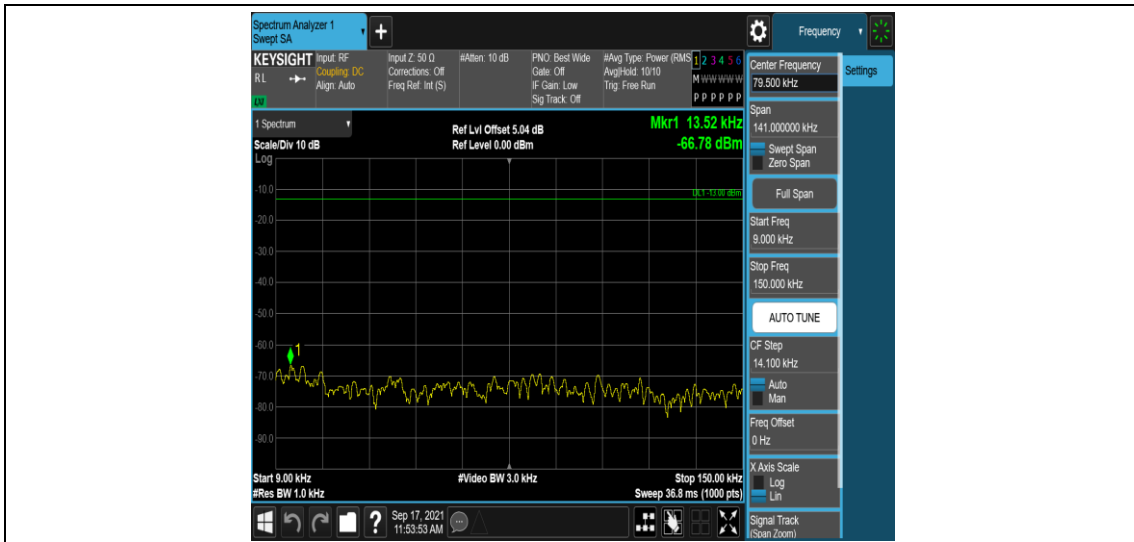 Spectrum Analyzer 1
Swept SA
Frequency
KEYSIGHT
Input: RF
Coupling: DC
Align: Auto
RL
LXI
Input Z: 50 Ω
Corrections: Off
Freq Ref: Int (S)
#Atten: 10 dB
PNO: Best Wide
Gate: Off
IF Gain: Low
Sig Track: Off
#Avg Type: Power (RMS
Avg|Hold: 10/10
Trig: Free Run
1 2 3 4 5 6
M W W W W W
P P P P P P
1 Spectrum
Scale/Div 10 dB
Ref Lvl Offset 5.04 dB
Ref Level 0.00 dBm
Mkr1 13.52 kHz
-66.78 dBm
Log
DL1 -13.00 dBm
-10.0
-20.0
-30.0
-40.0
-50.0
-60.0
-70.0
-80.0
-90.0
1
Start 9.00 kHz
#Res BW 1.0 kHz
#Video BW 3.0 kHz
Stop 150.00 kHz
Sweep 36.8 ms (1000 pts)
Center Frequency
79.500 kHz
Settings
Span
141.000000 kHz
Swept Span
Zero Span
Full Span
Start Freq
9.000 kHz
Stop Freq
150.000 kHz
AUTO TUNE
CF Step
14.100 kHz
Auto
Man
Freq Offset
0 Hz
X Axis Scale
Log
Lin
Signal Track
(Span Zoom)
?
Sep 17, 2021
11:53:53 AM